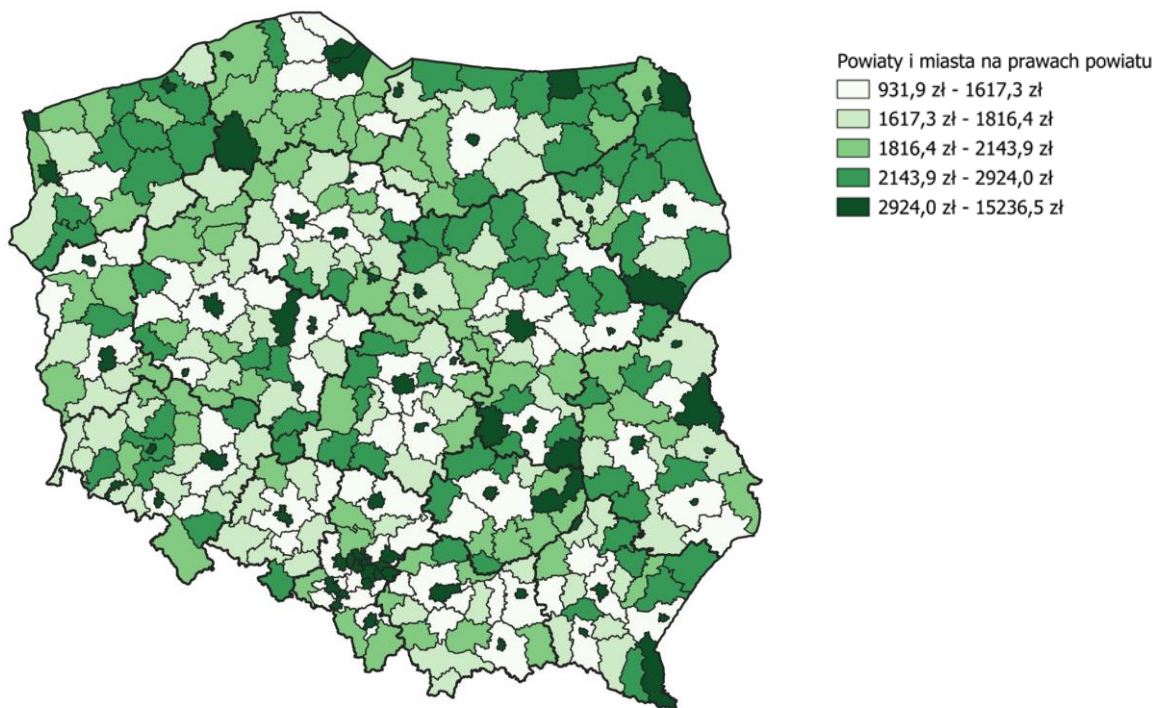 Powiaty i miasta na prawach powiatu
931,9 zł - 1617,3 zł
1617,3 zł - 1816,4 zł
1816,4 zł - 2143,9 zł
2143,9 zł - 2924,0 zł
2924,0 zł - 15236,5 zł